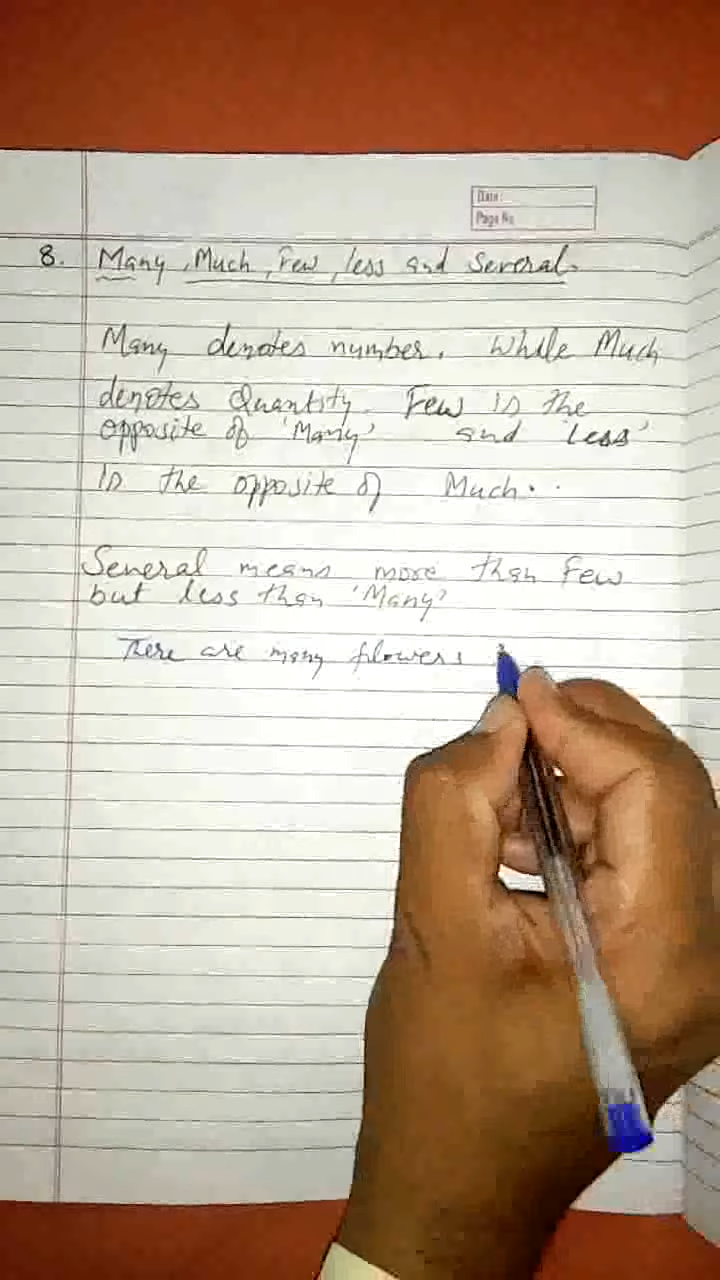 Date:
Page No
8. Many, Much, Few, less and Several.
Many denotes number. While Much
denotes Quantity. Few is the
opposite of 'Many' and 'Less'
is the opposite of Much.
Several means more than Few
but less than 'Many'
There are many flowers